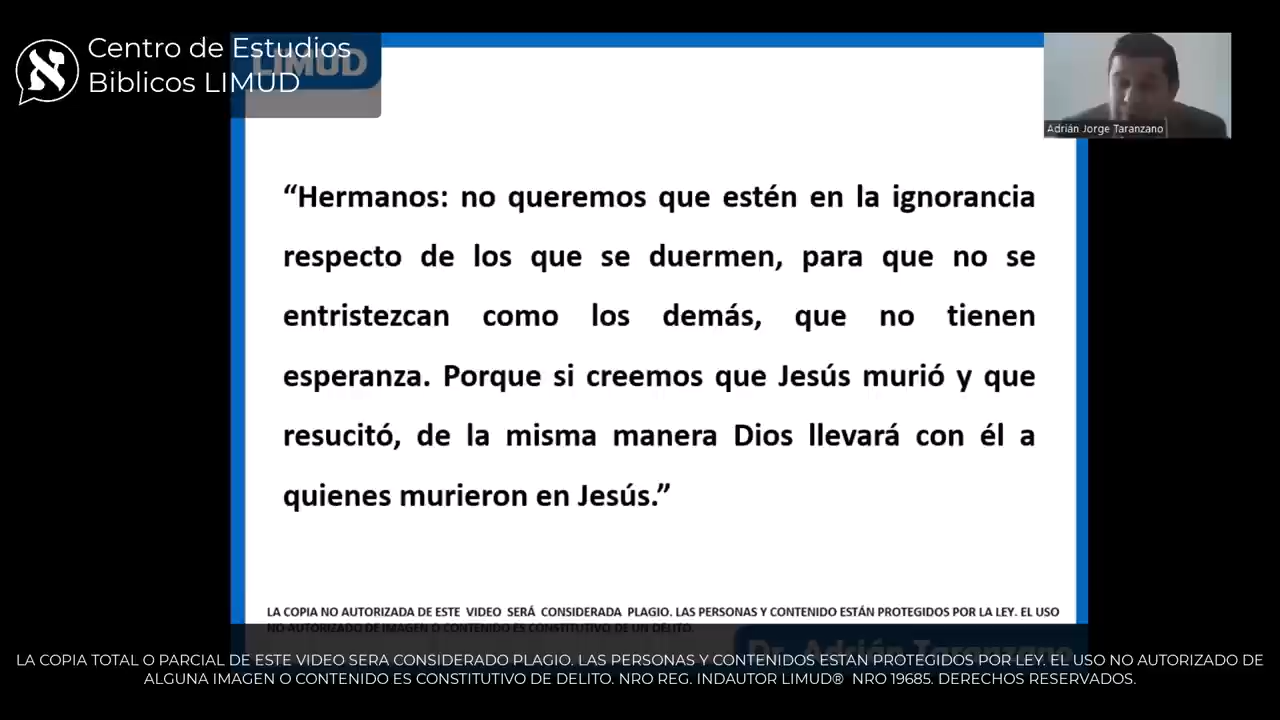 Centro de Estudios
Biblicos LIMUD
LIMUD
Adrián Jorge Taranzano
“Hermanos: no queremos que estén en la ignorancia
respecto de los que se duermen, para que no se
entristezcan como los demás, que no tienen
esperanza. Porque si creemos que Jesús murió y que
resucitó, de la misma manera Dios llevará con él a
quienes murieron en Jesús.”
LA COPIA NO AUTORIZADA DE ESTE VIDEO SERÁ CONSIDERADA PLAGIO. LAS PERSONAS Y CONTENIDO ESTÁN PROTEGIDOS POR LA LEY. EL USO
NO AUTORIZADO DE IMAGEN O CONTENIDO ES CONSTITUTIVO DE UN DELITO.
Dr. Adrián Taranzano
LA COPIA TOTAL O PARCIAL DE ESTE VIDEO SERA CONSIDERADO PLAGIO. LAS PERSONAS Y CONTENIDOS ESTAN PROTEGIDOS POR LEY. EL USO NO AUTORIZADO DE
ALGUNA IMAGEN O CONTENIDO ES CONSTITUTIVO DE DELITO. NRO REG. INDAUTOR LIMUD® NRO 19685. DERECHOS RESERVADOS.